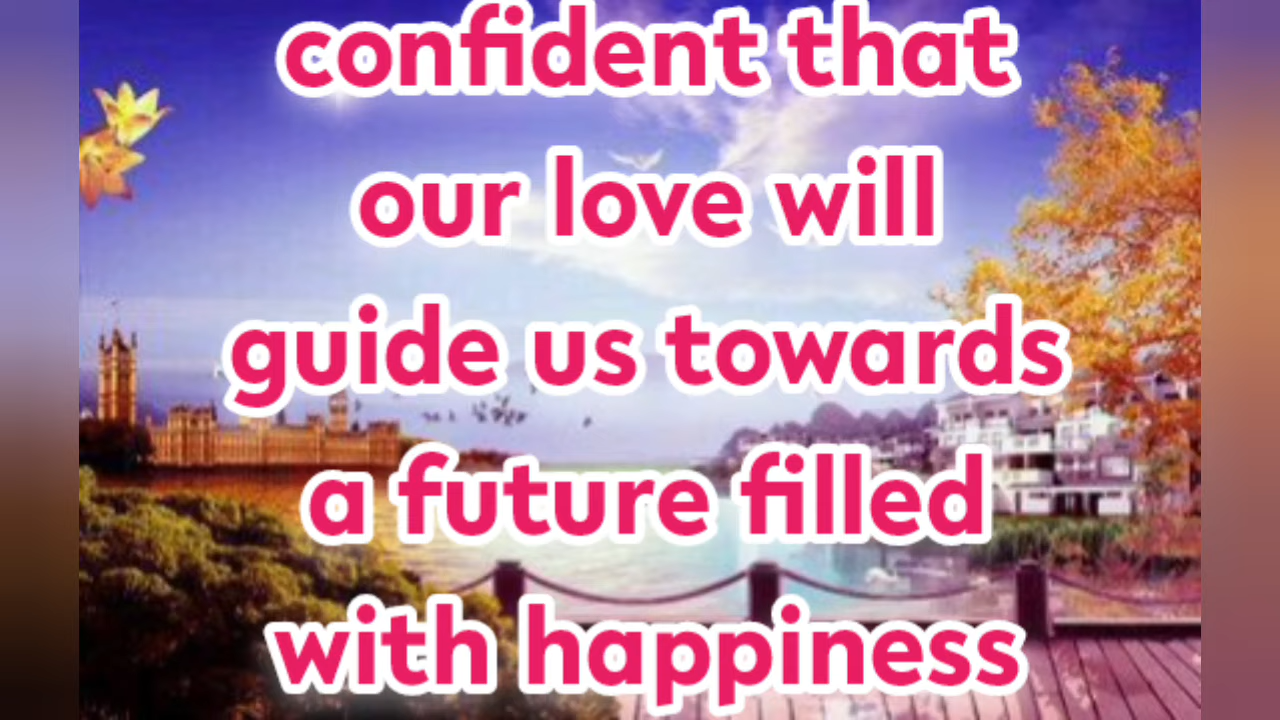 confident that
our love will
guide us towards
a future filled
with happiness